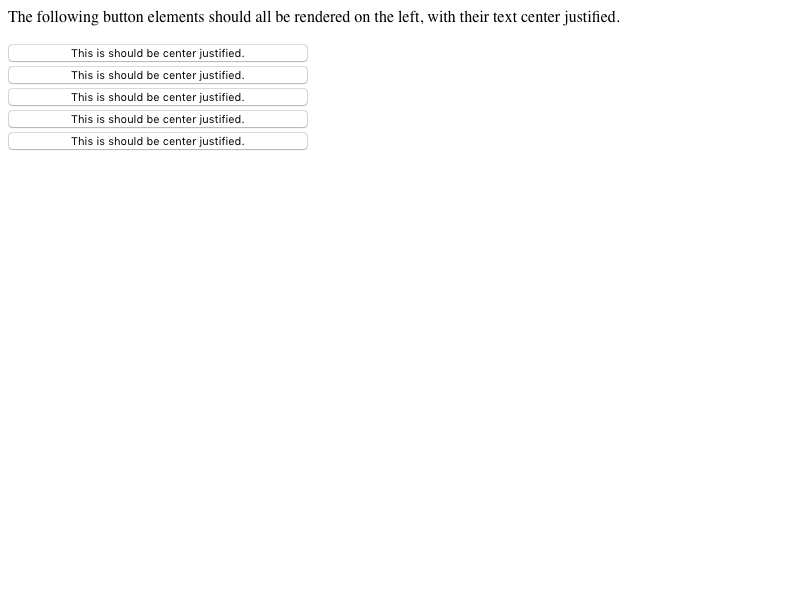 The following button elements should all be rendered on the left, with their text center justified.
This is should be center justified.
This is should be center justified.
This is should be center justified.
This is should be center justified.
This is should be center justified.